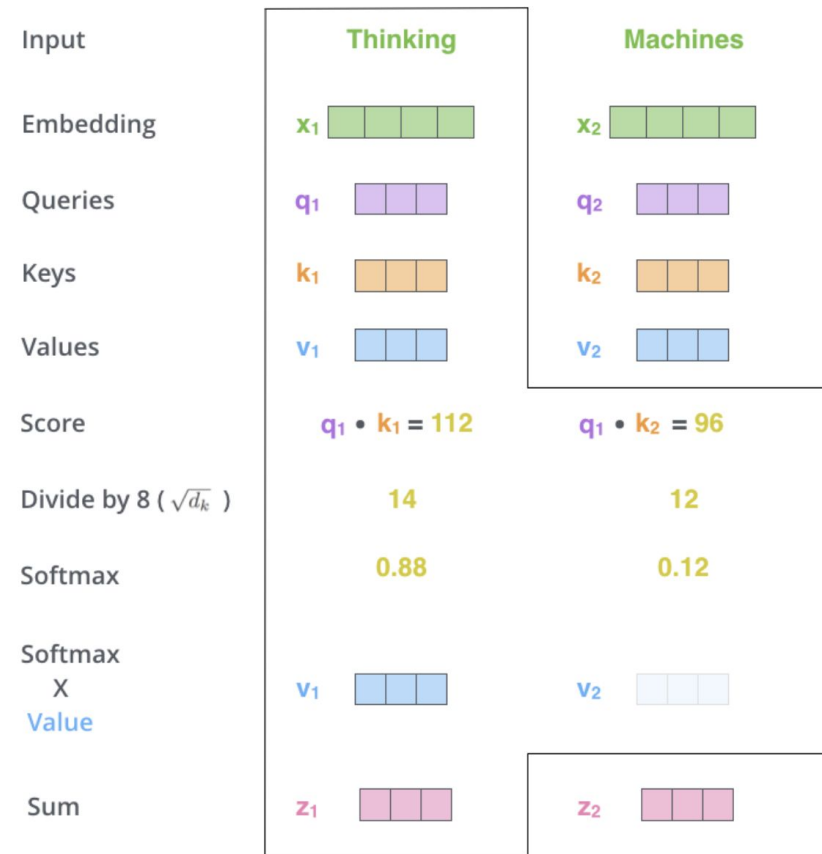 Input Thinking Machines
Embedding x₁ x₂
Queries q₁ q₂
Keys k₁ k₂
Values v₁ v₂
Score q₁ • k₁ = 112 q₁ • k₂ = 96
Divide by 8 ( √dₖ ) 14 12
Softmax 0.88 0.12
Softmax
X
Value v₁ v₂
Sum z₁ z₂